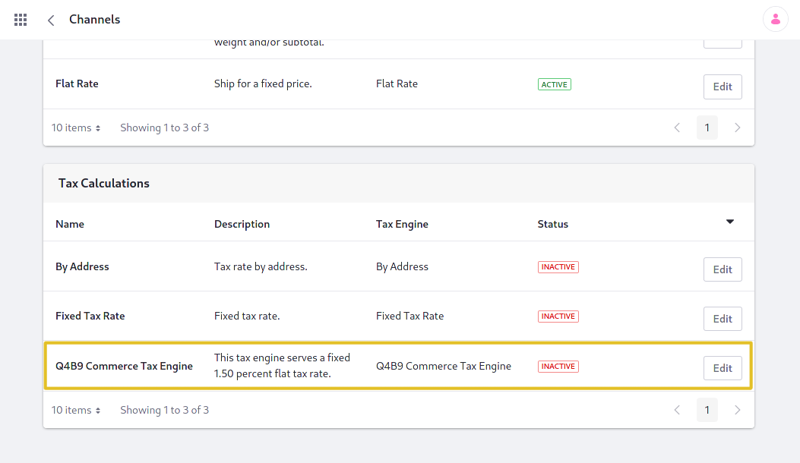 Channels
weight and/or subtotal.
Flat Rate Ship for a fixed price. Flat Rate ACTIVE Edit
10 items Showing 1 to 3 of 3 1
Tax Calculations
Name Description Tax Engine Status
By Address Tax rate by address. By Address INACTIVE Edit
Fixed Tax Rate Fixed tax rate. Fixed Tax Rate INACTIVE Edit
Q4B9 Commerce Tax Engine This tax engine serves a fixed Q4B9 Commerce Tax Engine INACTIVE Edit
1.50 percent flat tax rate.
10 items Showing 1 to 3 of 3 1